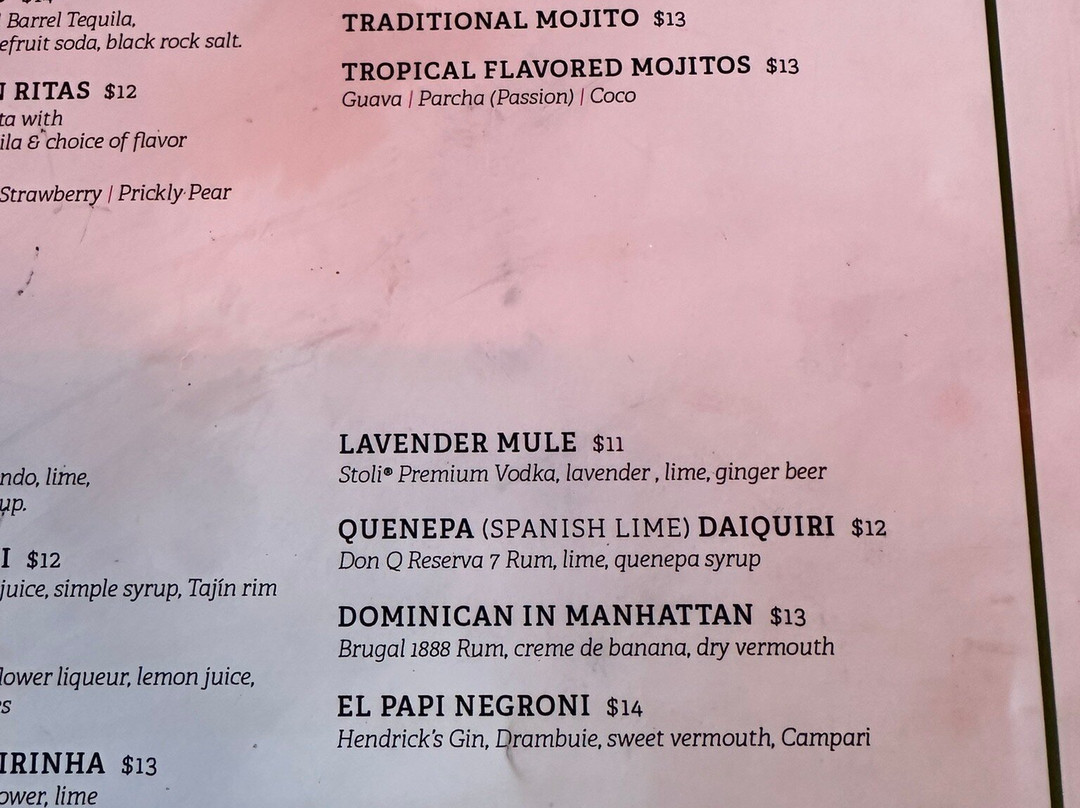 Barrel Tequila,
efruit soda, black rock salt.
RITAS $12
ta with
ila & choice of flavor
Strawberry | Prickly Pear
ndo, lime,
up.
I $12
juice, simple syrup, Tajín rim
lower liqueur, lemon juice,
s
IRINHA $13
ower, lime
TRADITIONAL MOJITO $13
TROPICAL FLAVORED MOJITOS $13
Guava | Parcha (Passion) | Coco
LAVENDER MULE $11
Stoli® Premium Vodka, lavender , lime, ginger beer
QUENEPA (SPANISH LIME) DAIQUIRI $12
Don Q Reserva 7 Rum, lime, quenepa syrup
DOMINICAN IN MANHATTAN $13
Brugal 1888 Rum, creme de banana, dry vermouth
EL PAPI NEGRONI $14
Hendrick's Gin, Drambuie, sweet vermouth, Campari